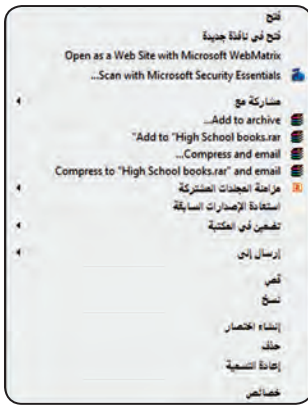 فتح
فتح في نافذة جديدة
Open as a Web Site with Microsoft WebMatrix
Scan with Microsoft Security Essentials...
مشاركة مع
Add to archive...
Add to "High School books.rar"
Compress and email...
Compress to "High School books.rar" and email
مزامنة المجلدات المشتركة
استعادة الإصدارات السابقة
تضمين في المكتبة
إرسال إلى
قص
نسخ
إنشاء اختصار
حذف
إعادة التسمية
خصائص